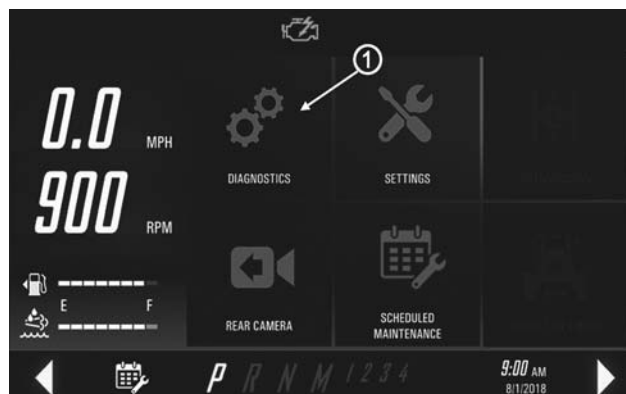 1
0.0 MPH
DIAGNOSTICS SETTINGS
900 RPM
E F
REAR CAMERA SCHEDULED MAINTENANCE
P R N M 1 2 3 4 9:00 AM
8/1/2018